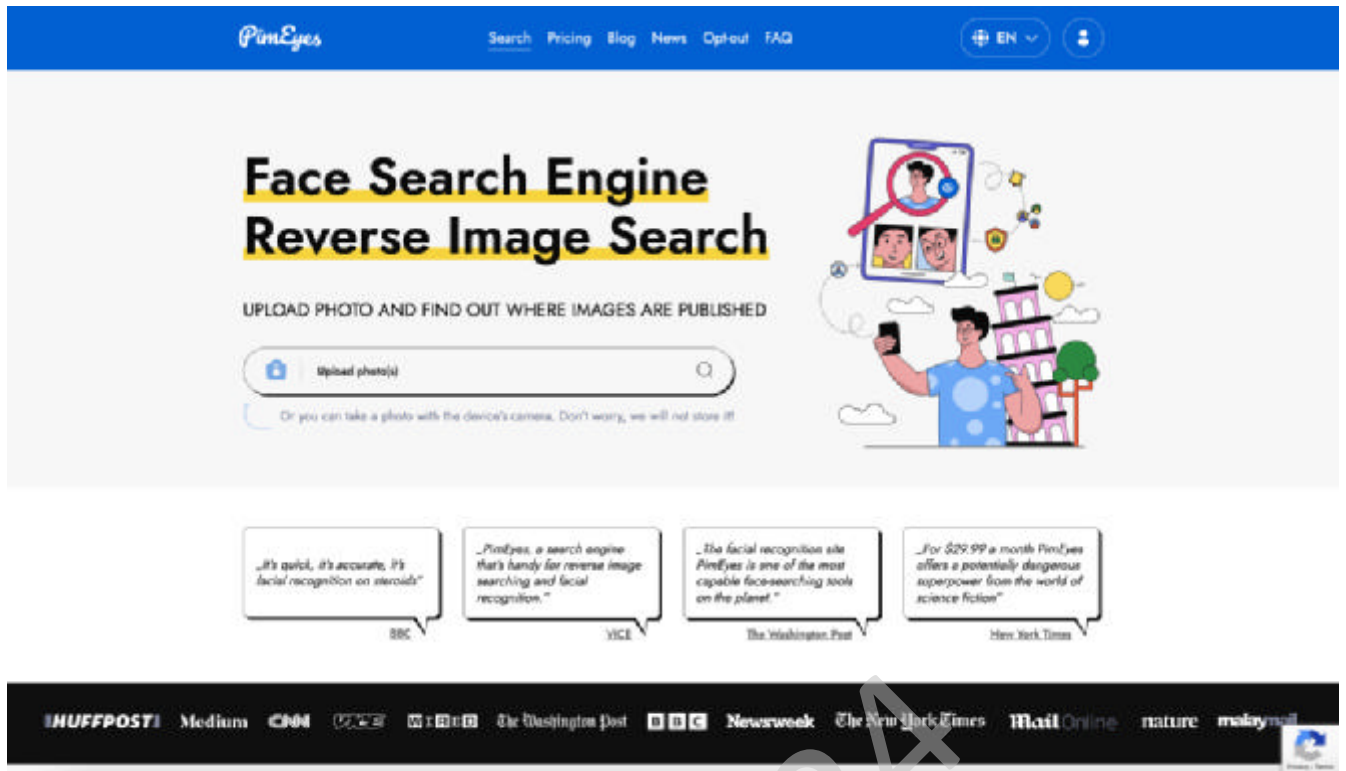 PimEyes
Search Pricing Blog News Opt-out FAQ
EN
Face Search Engine
Reverse Image Search
UPLOAD PHOTO AND FIND OUT WHERE IMAGES ARE PUBLISHED
Upload photo(s)
Or you can take a photo with the device's camera. Don't worry, we will not store it!
„It's quick, it's accurate, it's
facial recognition on steroids"
BBC
„PimEyes, a search engine
that's handy for reverse image
searching and facial
recognition."
VICE
„The facial recognition site
PimEyes is one of the most
capable face-searching tools
on the planet."
The Washington Post
„For $29.99 a month PimEyes
offers a potentially dangerous
superpower from the world of
science fiction"
New York Times
HUFFPOST Medium CNN VICE WIRED The Washington Post BBC Newsweek The New York Times Mail Online nature malaymail
Privacy - Terms